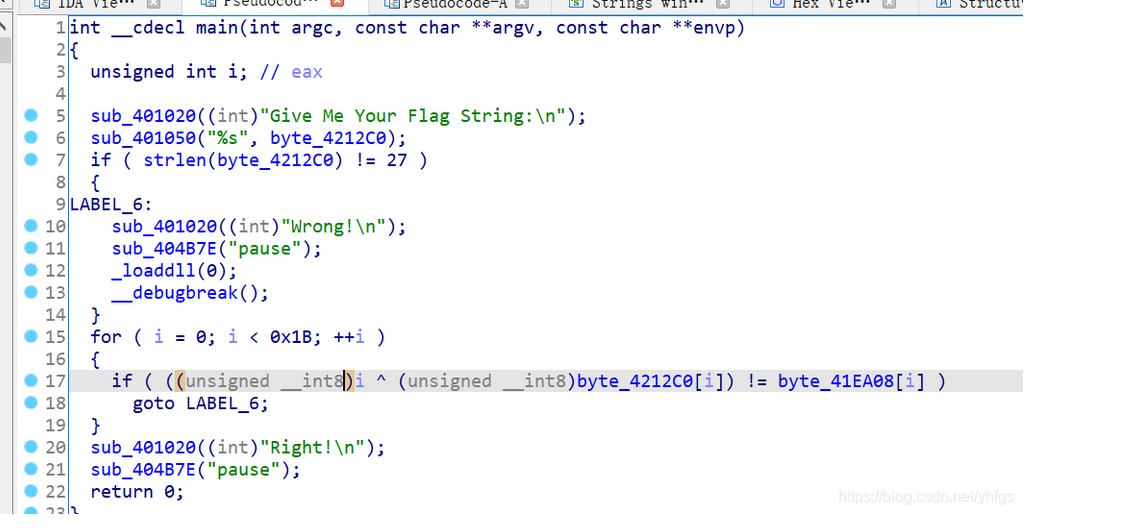 IDA Vie··· Pseudocod··· Pseudocode-A Strings win··· Hex Vie··· Structu
1 int __cdecl main(int argc, const char **argv, const char **envp)
2 {
3 unsigned int i; // eax
4
5 sub_401020((int)"Give Me Your Flag String:\n");
6 sub_401050("%s", byte_4212C0);
7 if ( strlen(byte_4212C0) != 27 )
8 {
9 LABEL_6:
10 sub_401020((int)"Wrong!\n");
11 sub_404B7E("pause");
12 _loaddll(0);
13 __debugbreak();
14 }
15 for ( i = 0; i < 0x1B; ++i )
16 {
17 if ( ((unsigned __int8)i ^ (unsigned __int8)byte_4212C0[i]) != byte_41EA08[i] )
18 goto LABEL_6;
19 }
20 sub_401020((int)"Right!\n");
21 sub_404B7E("pause");
22 return 0;
23 }
https://blog.csdn.net/yhfgs